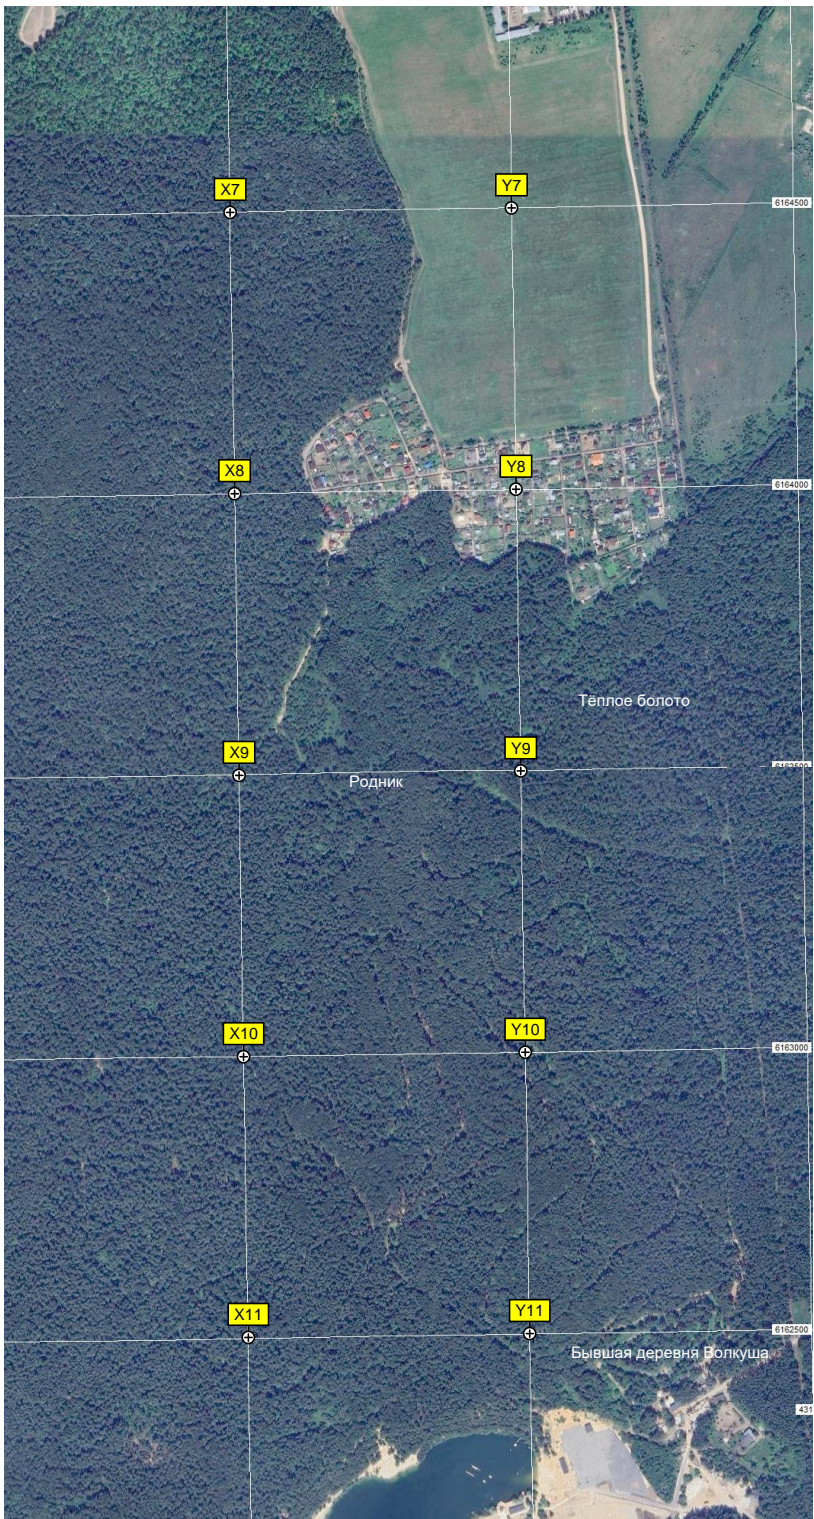 X7
Y7
6164500
X8
Y8
6164000
Тёплое болото
X9
Y9
Родник
X10
Y10
6163000
X11
Y11
6162500
Бывшая деревня Волкуша
431